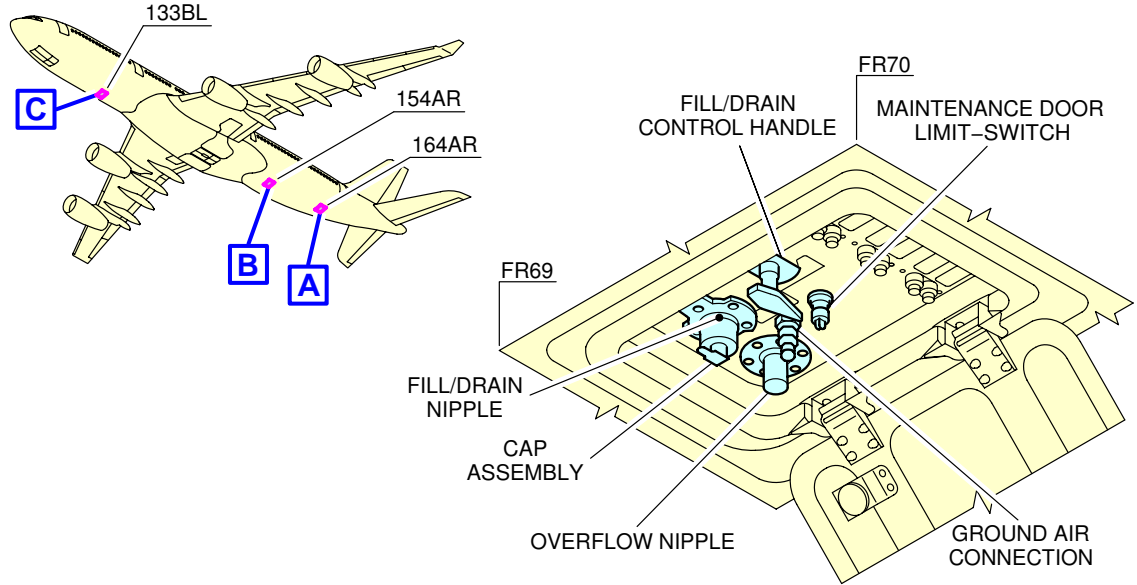 133BL
C
154AR
164AR
B
A
FR70
FILL/DRAIN
CONTROL HANDLE
MAINTENANCE DOOR
LIMIT–SWITCH
FR69
FILL/DRAIN
NIPPLE
CAP
ASSEMBLY
OVERFLOW NIPPLE
GROUND AIR
CONNECTION